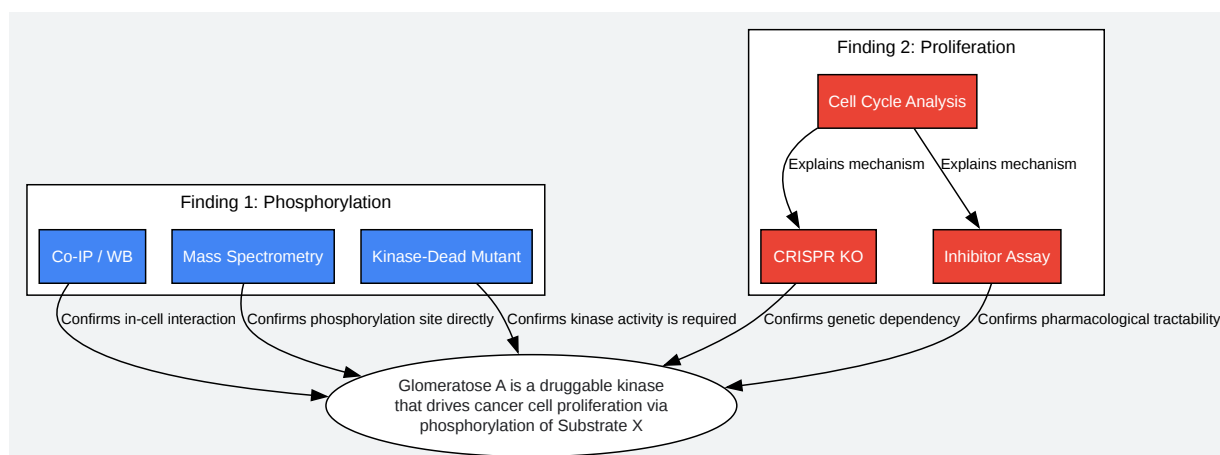 Finding 2: Proliferation
Cell Cycle Analysis
Explains mechanism
Explains mechanism
Finding 1: Phosphorylation
Co-IP / WB
Mass Spectrometry
Kinase-Dead Mutant
CRISPR KO
Inhibitor Assay
Confirms in-cell interaction
Confirms phosphorylation site directly
Confirms kinase activity is required
Confirms genetic dependency
Confirms pharmacological tractability
Glomeratose A is a druggable kinase
that drives cancer cell proliferation via
phosphorylation of Substrate X